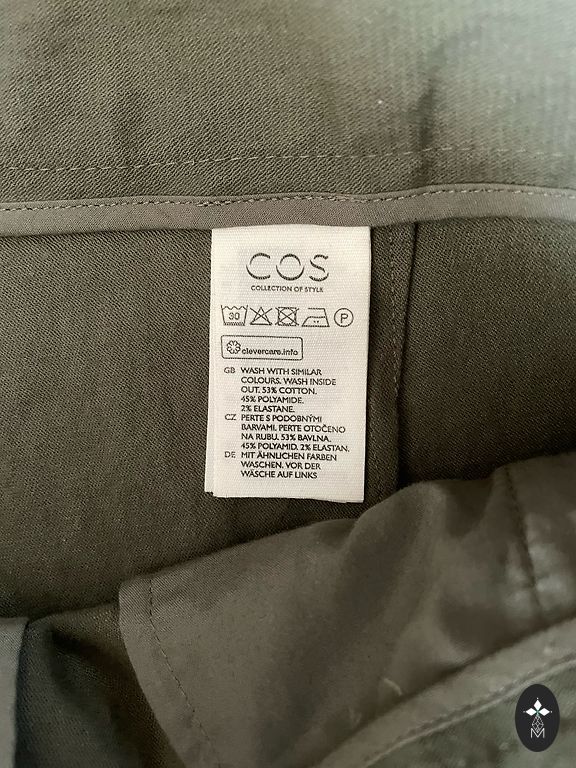 COS
COLLECTION OF STYLE
30
P
clevercare.info
GB WASH WITH SIMILAR
COLOURS. WASH INSIDE
OUT. 53% COTTON.
45% POLYAMIDE.
2% ELASTANE.
CZ PERTE S PODOBNÝMI
BARVAMI. PERTE OTOČENO
NA RUBU. 53% BAVLNA.
45% POLYAMID. 2% ELASTAN.
DE MIT ÄHNLICHEN FARBEN
WASCHEN. VOR DER
WÄSCHE AUF LINKS
M